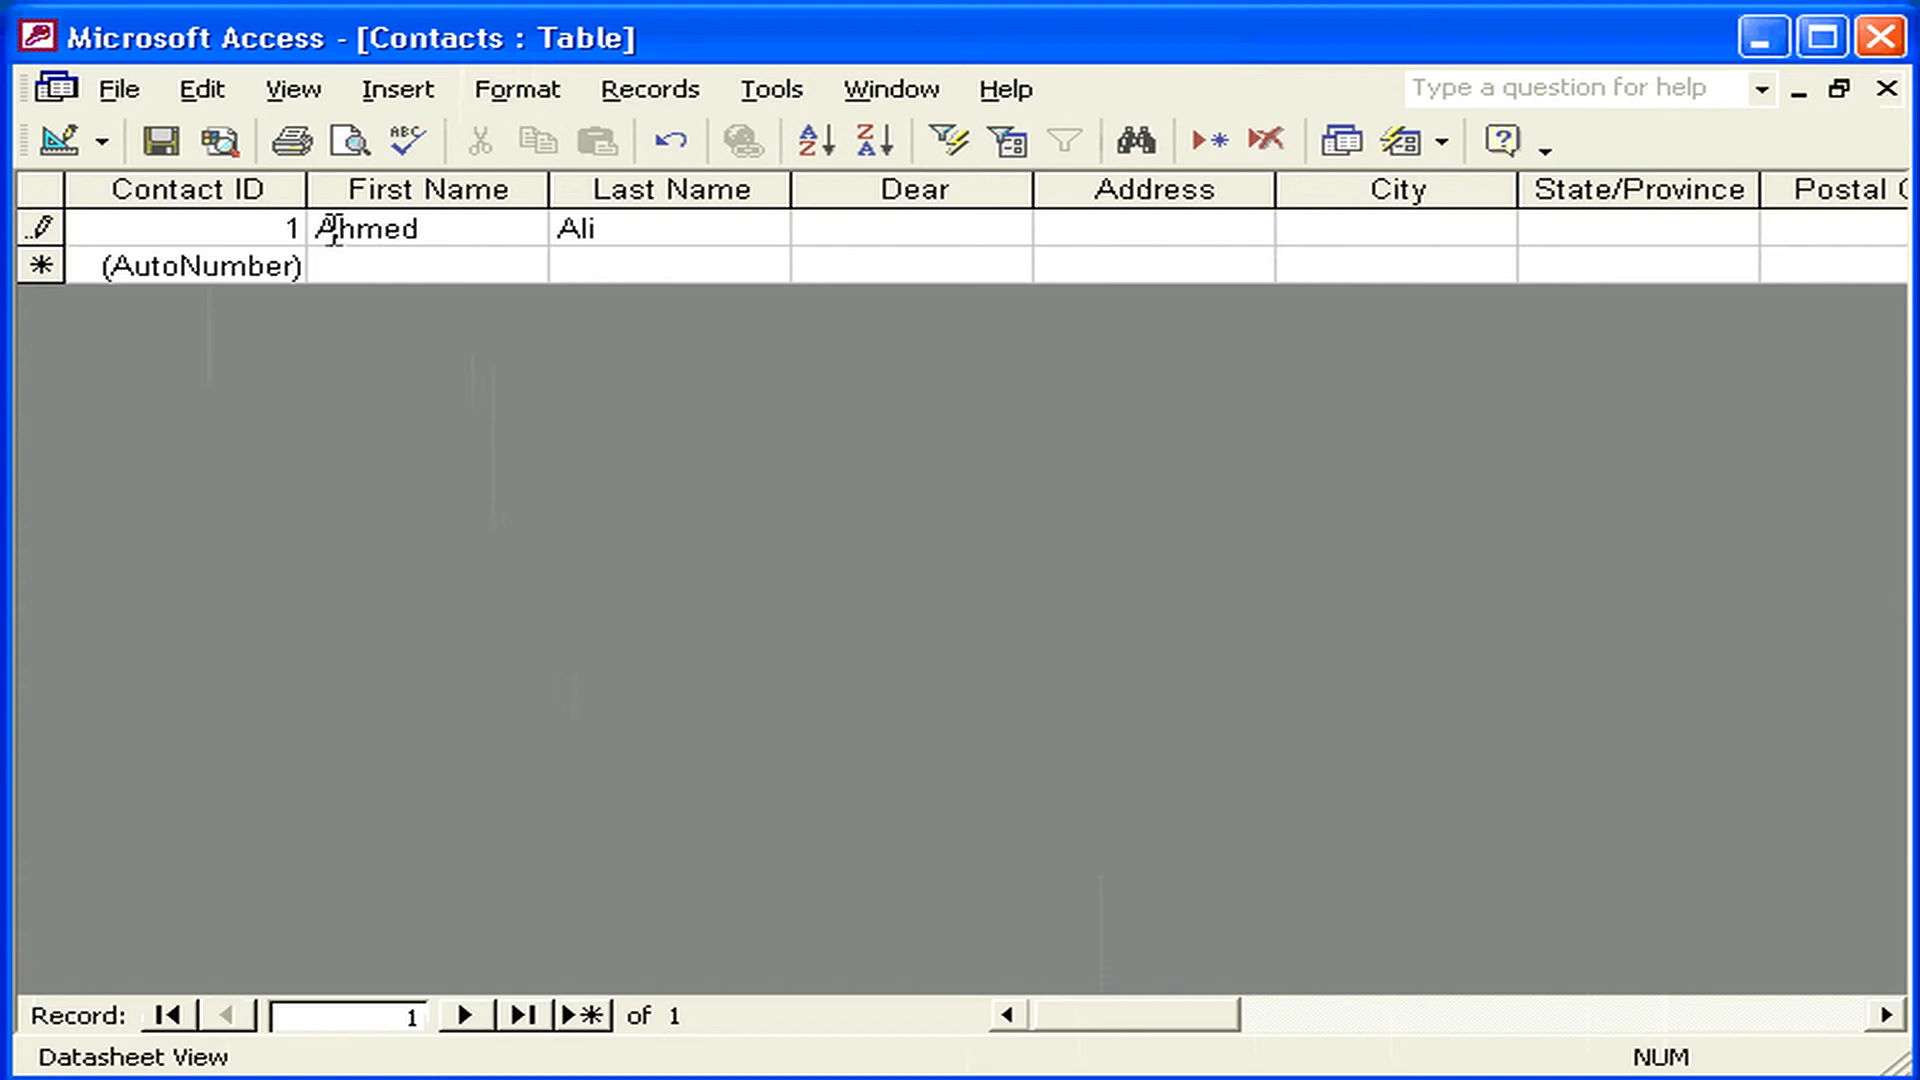 Microsoft Access - [Contacts : Table]
File Edit View Insert Format Records Tools Window Help Type a question for help
ABC A Z Z A
Contact ID First Name Last Name Dear Address City State/Province Postal C
1 Ahmed Ali
(AutoNumber)
Record: 1 of 1
Datasheet View NUM